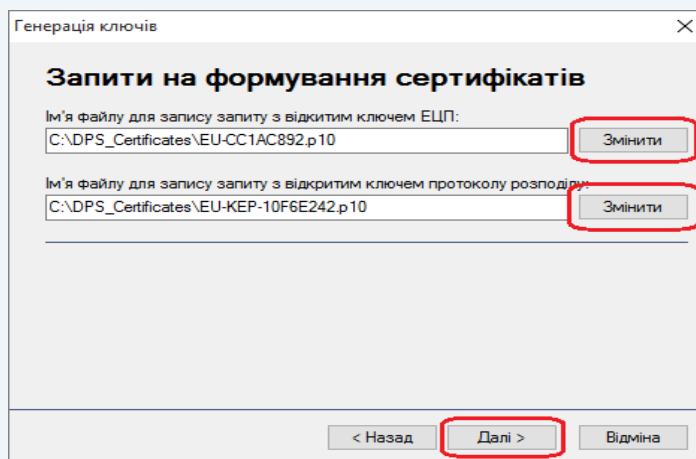 Генерація ключів
Запити на формування сертифікатів
Ім'я файлу для запису запиту з відкитим ключем ЕЦП:
C:\DPS_Certificates\EU-CC1AC892.p10
Змінити
Ім'я файлу для запису запиту з відкритим ключем протоколу розподілу:
C:\DPS_Certificates\EU-KEP-10F6E242.p10
Змінити
< Назад Далі > Відміна